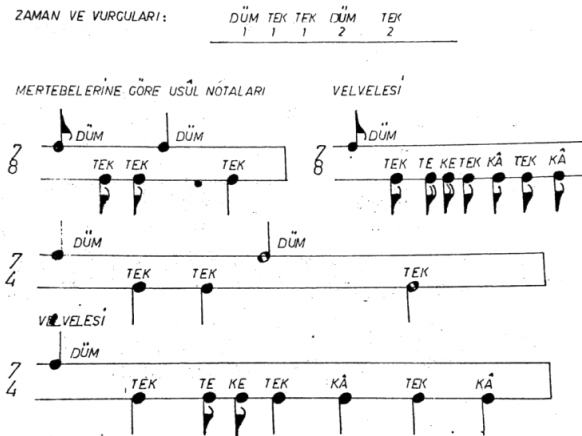 ZAMAN VE VURGULARI: DÜM TEK TEK DÜM TEK
1 1 1 2 2
MERTEBELERİNE GÖRE USÛL NOTALARI VELVELESİ
DÜM DÜM DÜM
7 7
8 8
TEK TEK TEK TEK TE KE TEK KÂ TEK KÂ
DÜM DÜM
7
4
TEK TEK TEK
VELVELESİ
DÜM
7
4
TEK TE KE TEK KÂ TEK KÂ